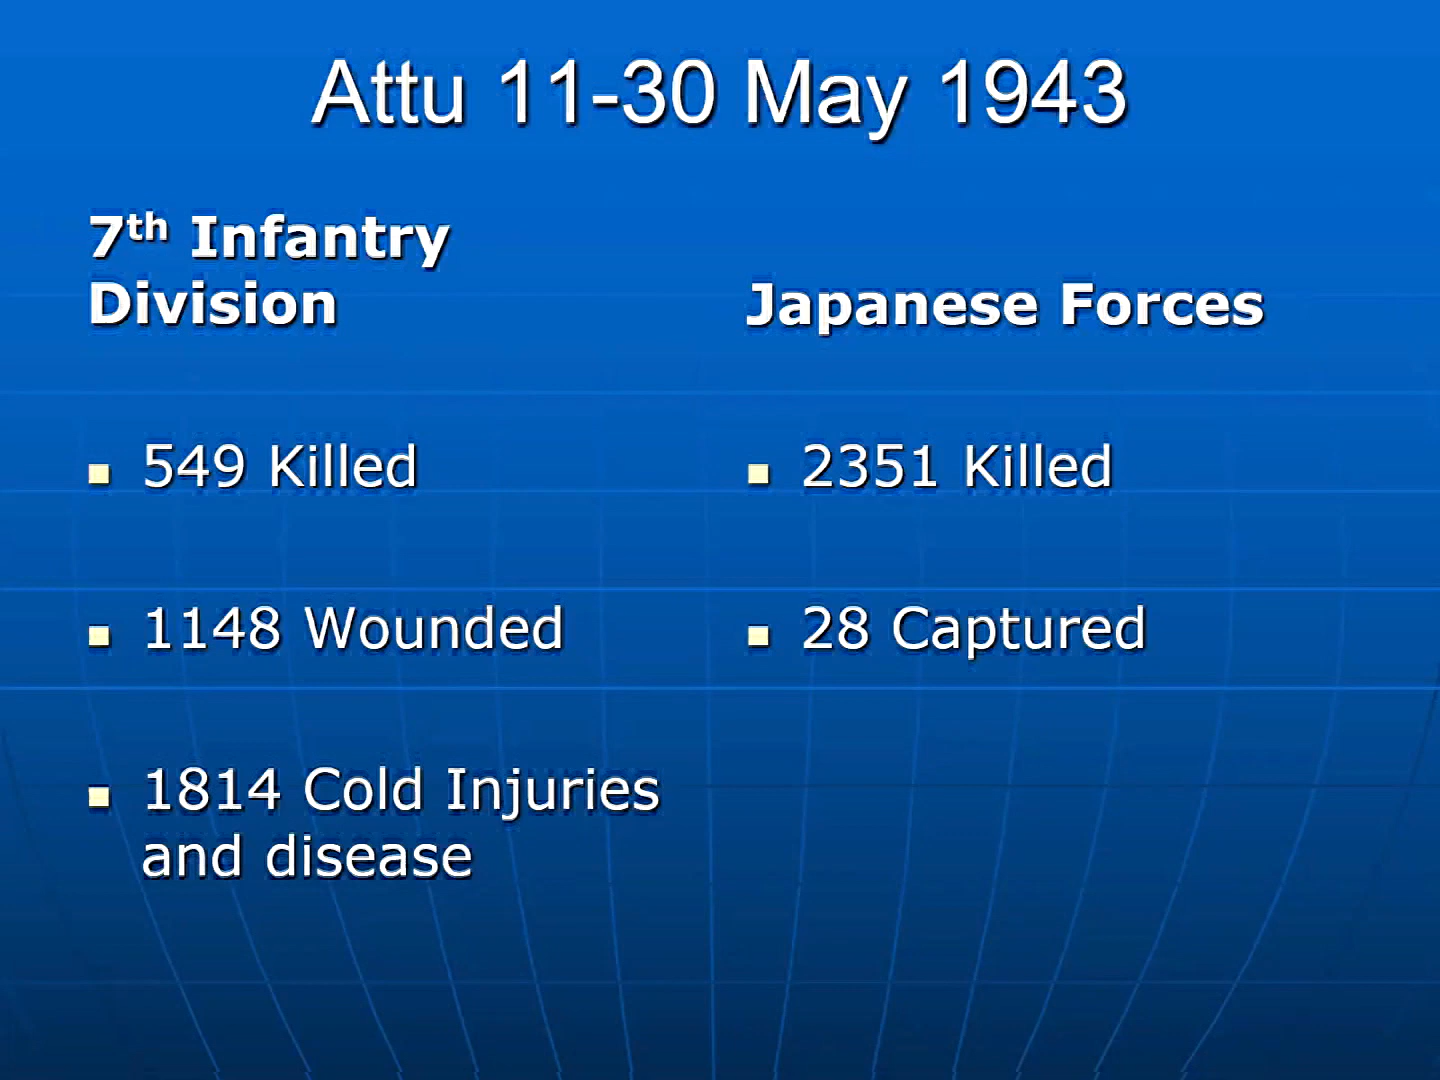 Attu 11-30 May 1943
7th Infantry
Division
Japanese Forces
549 Killed
1148 Wounded
1814 Cold Injuries
and disease
2351 Killed
28 Captured